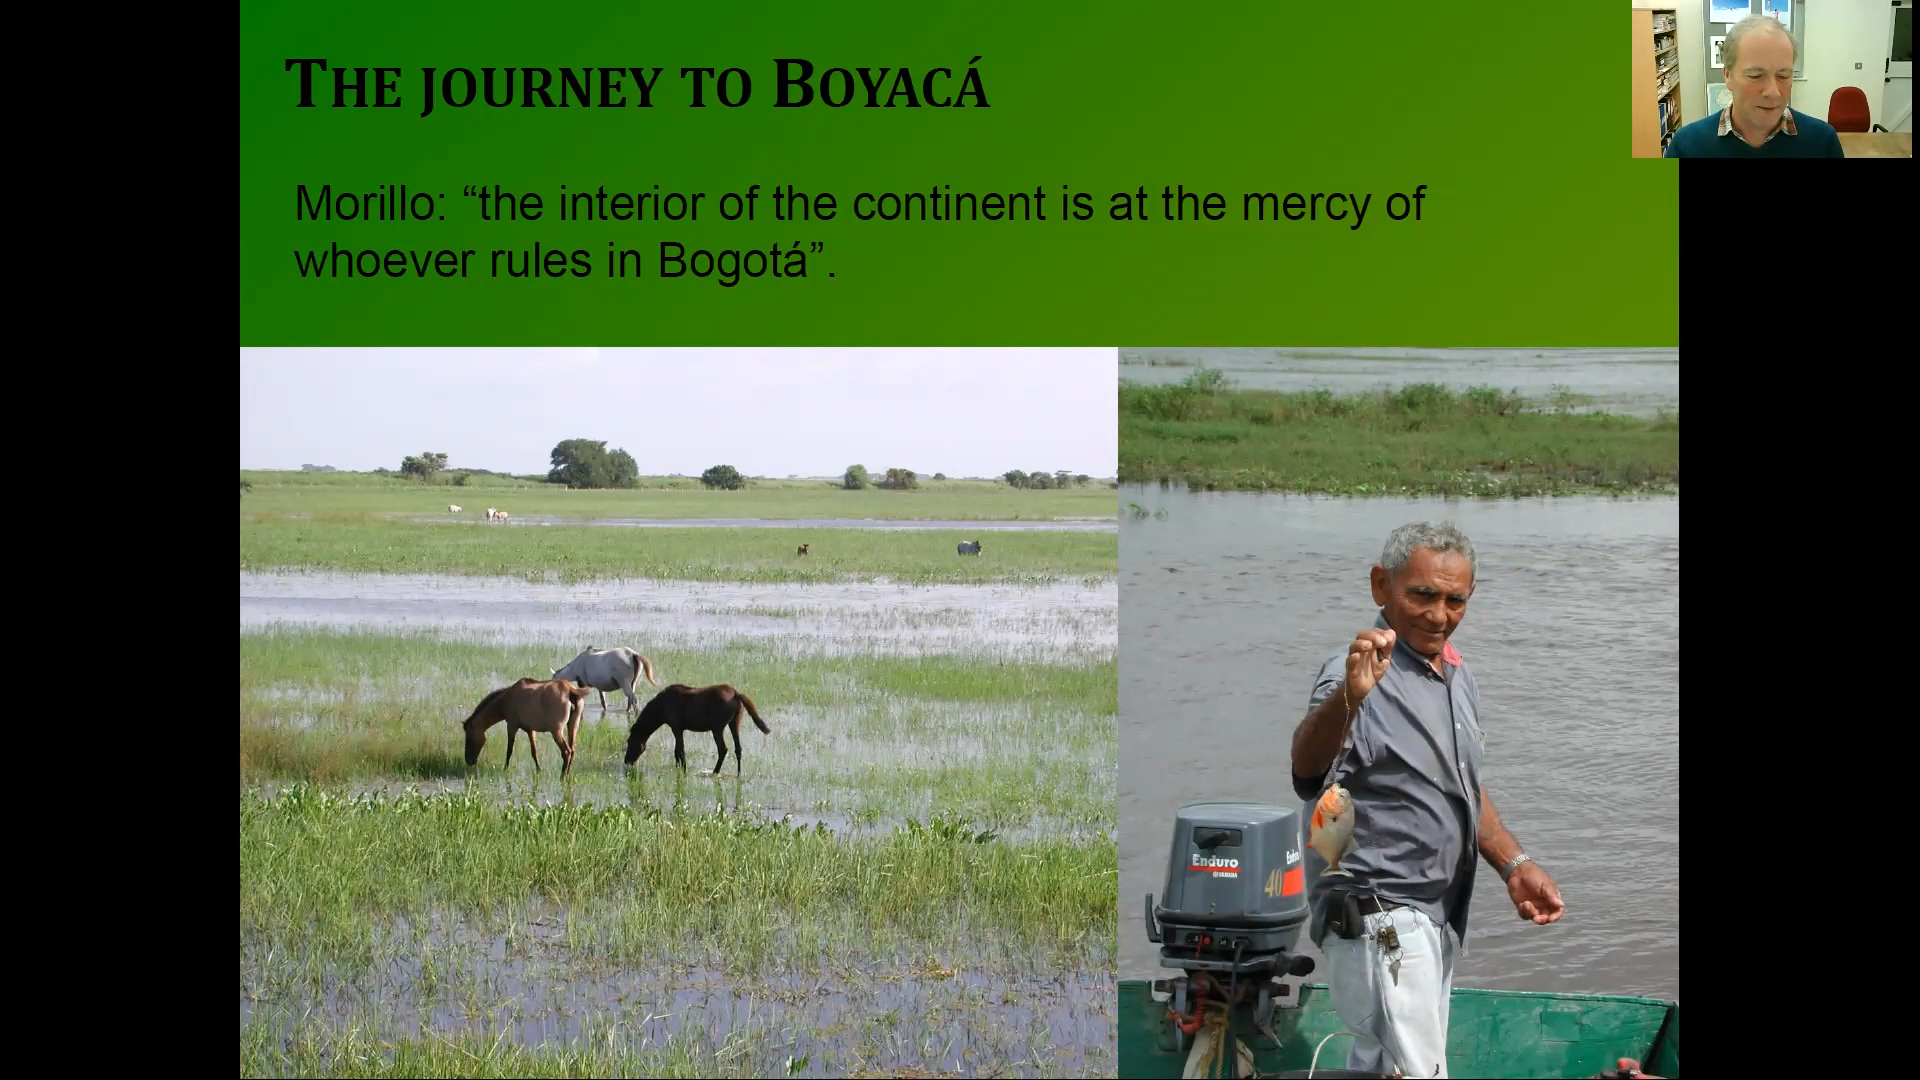 THE JOURNEY TO BOYACÁ
Morillo: “the interior of the continent is at the mercy of
whoever rules in Bogotá”.
Enduro
YAMAHA
40